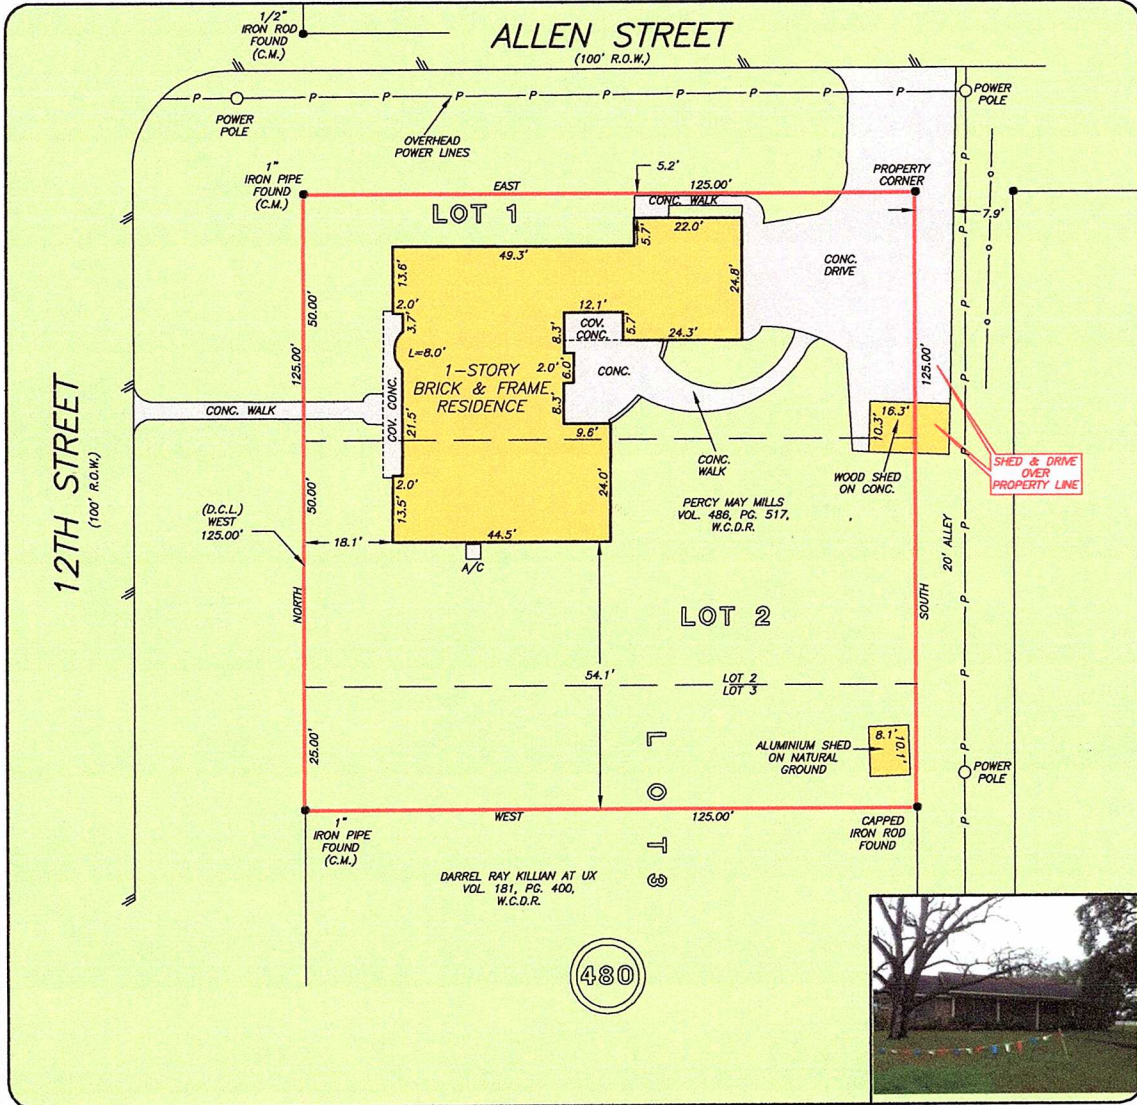 1/2"
IRON ROD
FOUND
(C.M.)
ALLEN STREET
(100' R.O.W.)
P P P P P P P P P P
POWER
POLE
POWER
POLE
OVERHEAD
POWER LINES
1"
IRON PIPE
FOUND
(C.M.)
EAST
5.2'
125.00'
PROPERTY
CORNER
LOT 1
CONC. WALK
7.9'
22.0'
5.7'
49.3'
CONC.
DRIVE
13.6'
24.8'
2.0'
3.7'
12.1'
COV.
CONC.
8.3'
5.7'
24.3'
50.00'
125.00'
L=8.0'
1-STORY
BRICK & FRAME
RESIDENCE
2.0'
6.0'
CONC.
125.00'
12TH STREET
(100' R.O.W.)
CONC. WALK
COV. CONC.
21.5'
8.3'
9.6'
CONC.
WALK
16.3'
10.3'
WOOD SHED
ON CONC.
SHED & DRIVE
OVER
PROPERTY LINE
2.0'
13.5'
24.0'
50.00'
(D.C.L.)
WEST
125.00'
PERCY MAY MILLS
VOL. 486, PG. 517,
W.C.D.R.
18.1'
44.5'
A/C
20' ALLEY
NORTH
SOUTH
LOT 2
54.1'
LOT 2
LOT 3
25.00'
ALUMINIUM SHED
ON NATURAL
GROUND
8.1'
10.1'
POWER
POLE
P P P P P P P P P P
WEST
125.00'
1"
IRON PIPE
FOUND
(C.M.)
CAPPED
IRON ROD
FOUND
LOT 3
DARREL RAY KILLIAN AT UX
VOL. 181, PG. 400,
W.C.D.R.
480